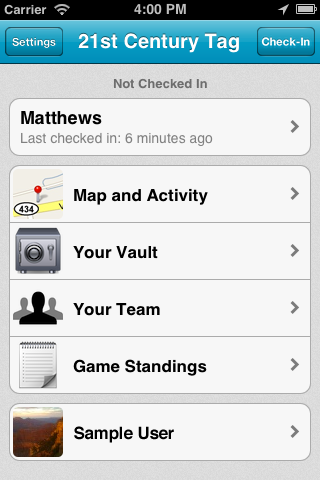 Carrier 4:00 PM
Settings 21st Century Tag Check-In
Not Checked In
Matthews
Last checked in: 6 minutes ago
434
Map and Activity
Your Vault
Your Team
Game Standings
Sample User